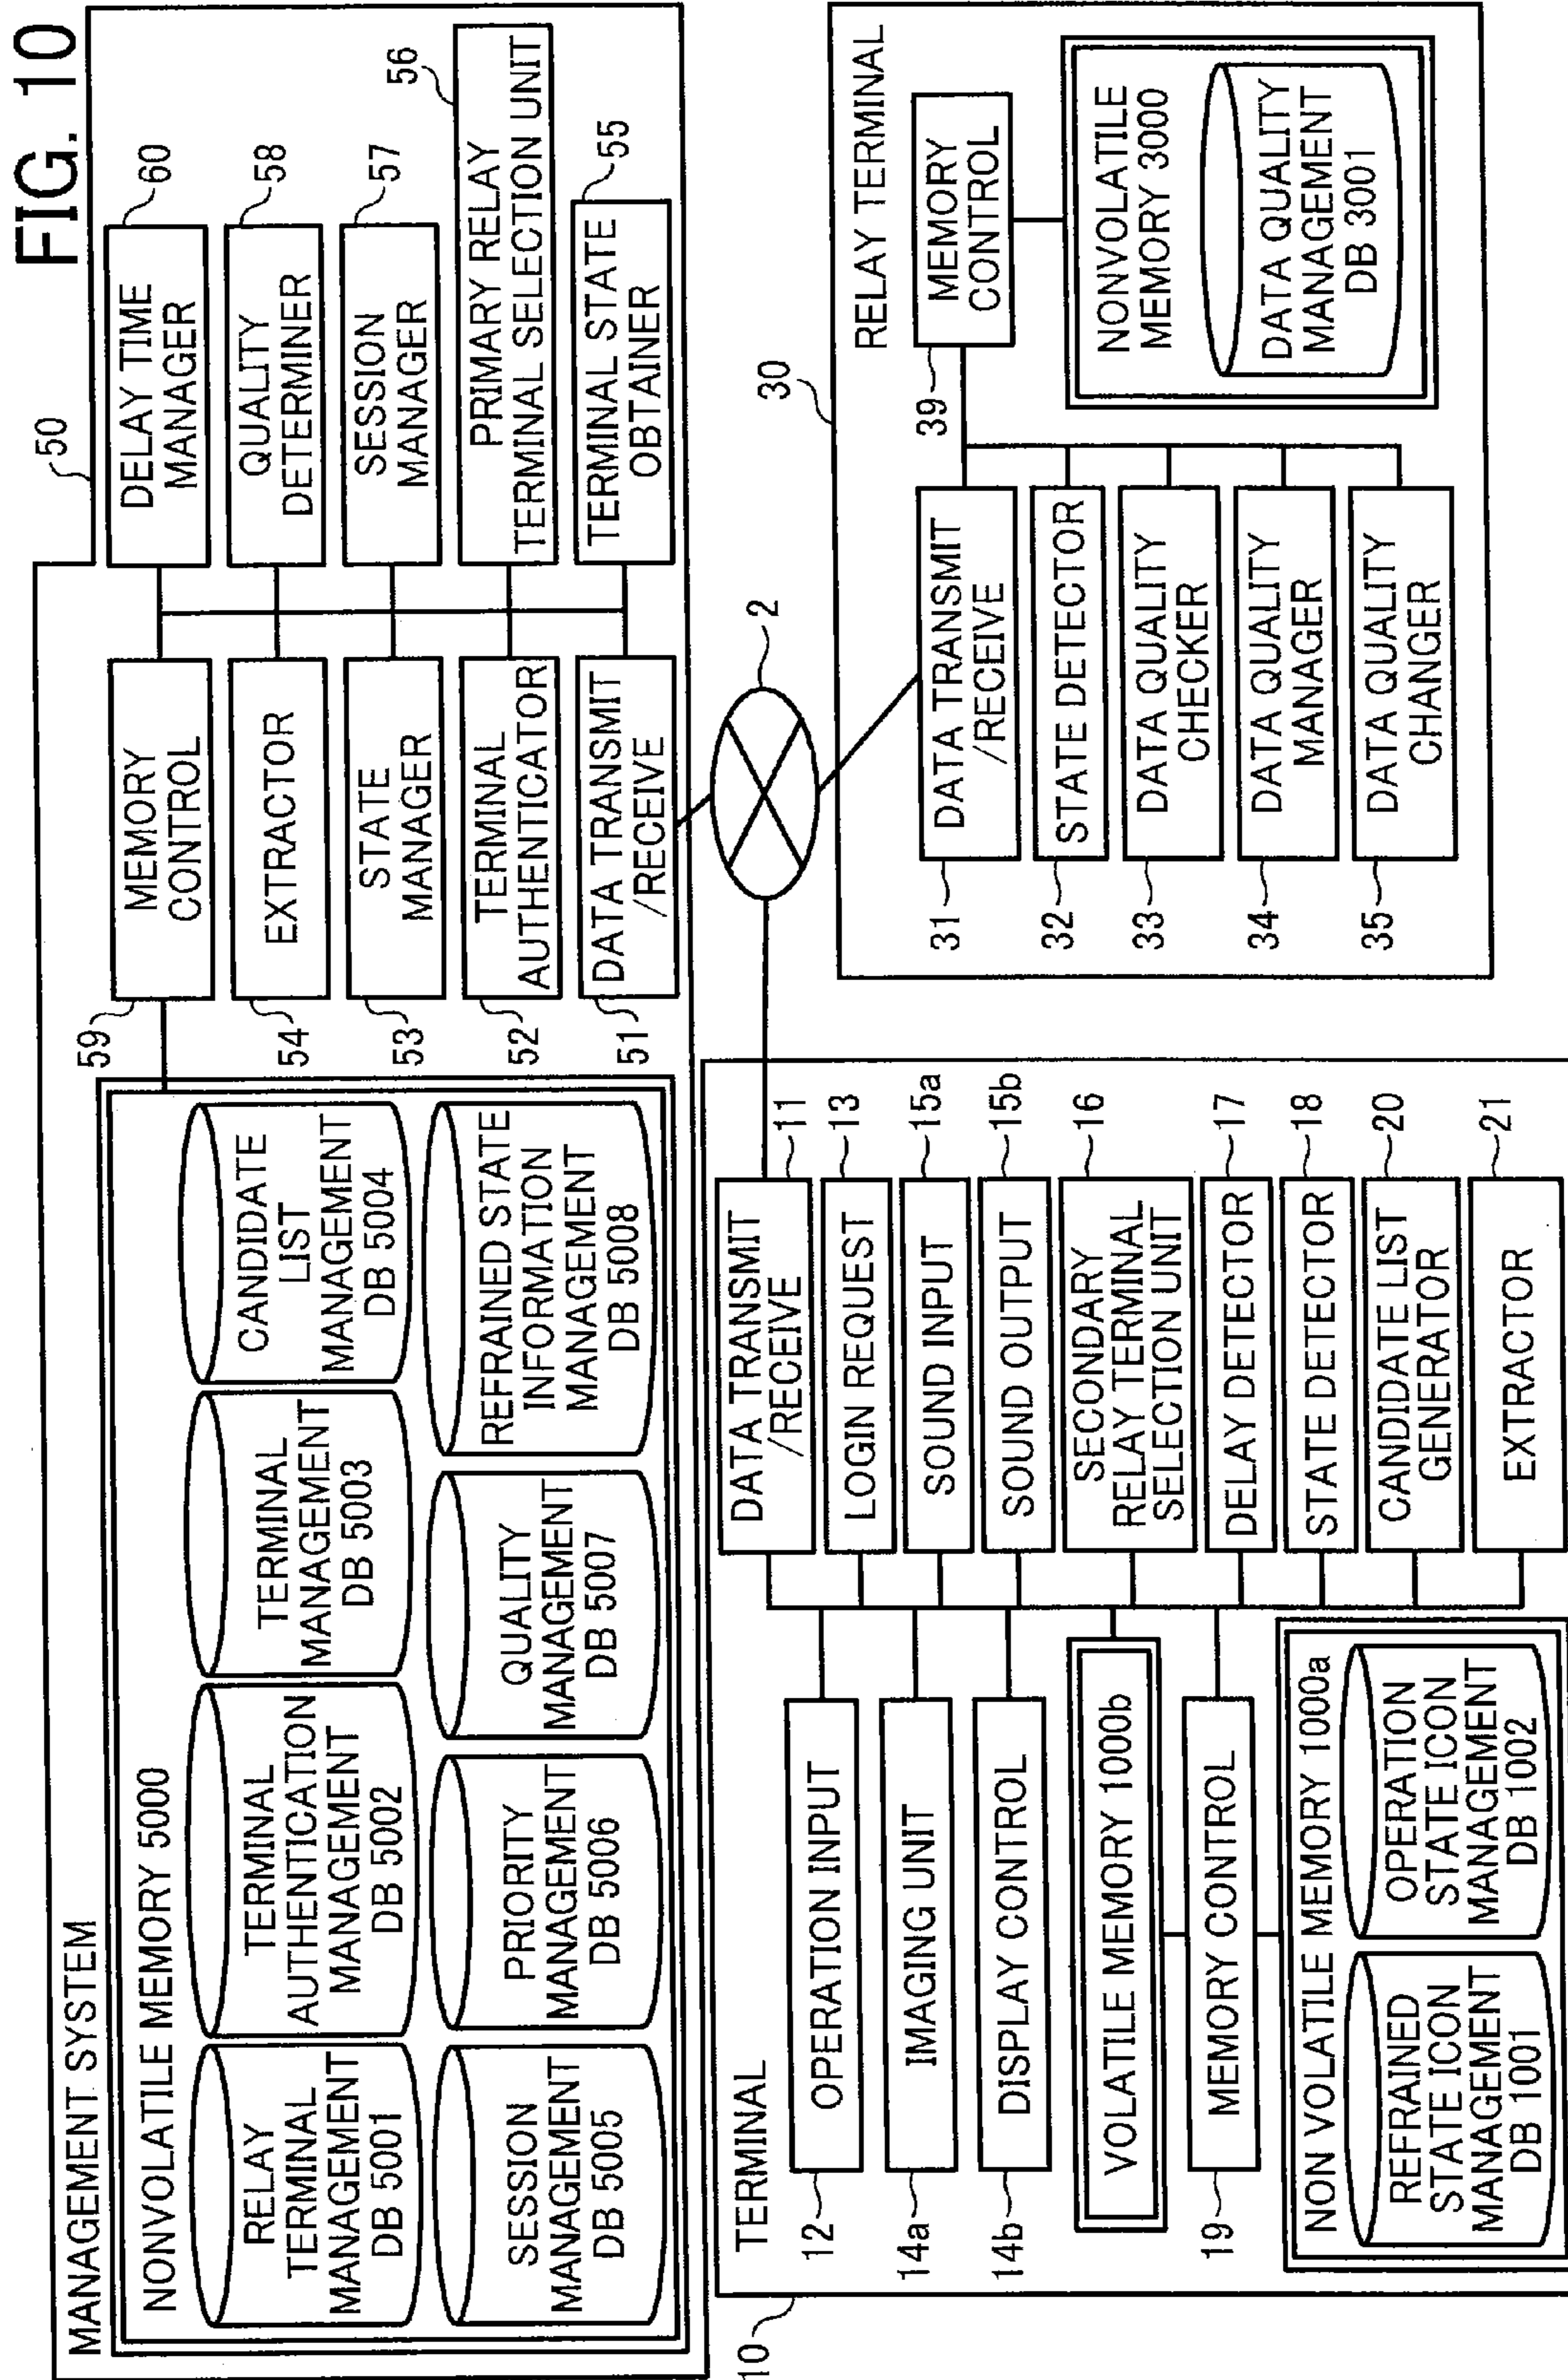 FIG. 10
MANAGEMENT SYSTEM
50
NONVOLATILE MEMORY 5000
RELAY
TERMINAL
MANAGEMENT
DB 5001
TERMINAL
AUTHENTICATION
MANAGEMENT
DB 5002
TERMINAL
MANAGEMENT
DB 5003
CANDIDATE
LIST
MANAGEMENT
DB 5004
SESSION
MANAGEMENT
DB 5005
PRIORITY
MANAGEMENT
DB 5006
QUALITY
MANAGEMENT
DB 5007
REFRAINED STATE
INFORMATION
MANAGEMENT
DB 5008
59
MEMORY
CONTROL
54
EXTRACTOR
53
STATE
MANAGER
52
TERMINAL
AUTHENTICATOR
51
DATA TRANSMIT
/RECEIVE
DELAY TIME
MANAGER
60
QUALITY
DETERMINER
58
SESSION
MANAGER
57
PRIMARY RELAY
TERMINAL SELECTION UNIT
56
TERMINAL STATE
OBTAINER
55
2
TERMINAL
10
12
OPERATION INPUT
14a
IMAGING UNIT
14b
DISPLAY CONTROL
VOLATILE MEMORY 1000b
19
MEMORY CONTROL
NON VOLATILE MEMORY 1000a
REFRAINED
STATE ICON
MANAGEMENT
DB 1001
OPERATION
STATE ICON
MANAGEMENT
DB 1002
DATA TRANSMIT
/RECEIVE
11
LOGIN REQUEST
13
SOUND INPUT
15a
SOUND OUTPUT
15b
SECONDARY
RELAY TERMINAL
SELECTION UNIT
16
DELAY DETECTOR
17
STATE DETECTOR
18
CANDIDATE LIST
GENERATOR
20
EXTRACTOR
21
30
RELAY TERMINAL
31
DATA TRANSMIT
/RECEIVE
32
STATE DETECTOR
33
DATA QUALITY
CHECKER
34
DATA QUALITY
MANAGER
35
DATA QUALITY
CHANGER
39
MEMORY
CONTROL
NONVOLATILE
MEMORY 3000
DATA QUALITY
MANAGEMENT
DB 3001